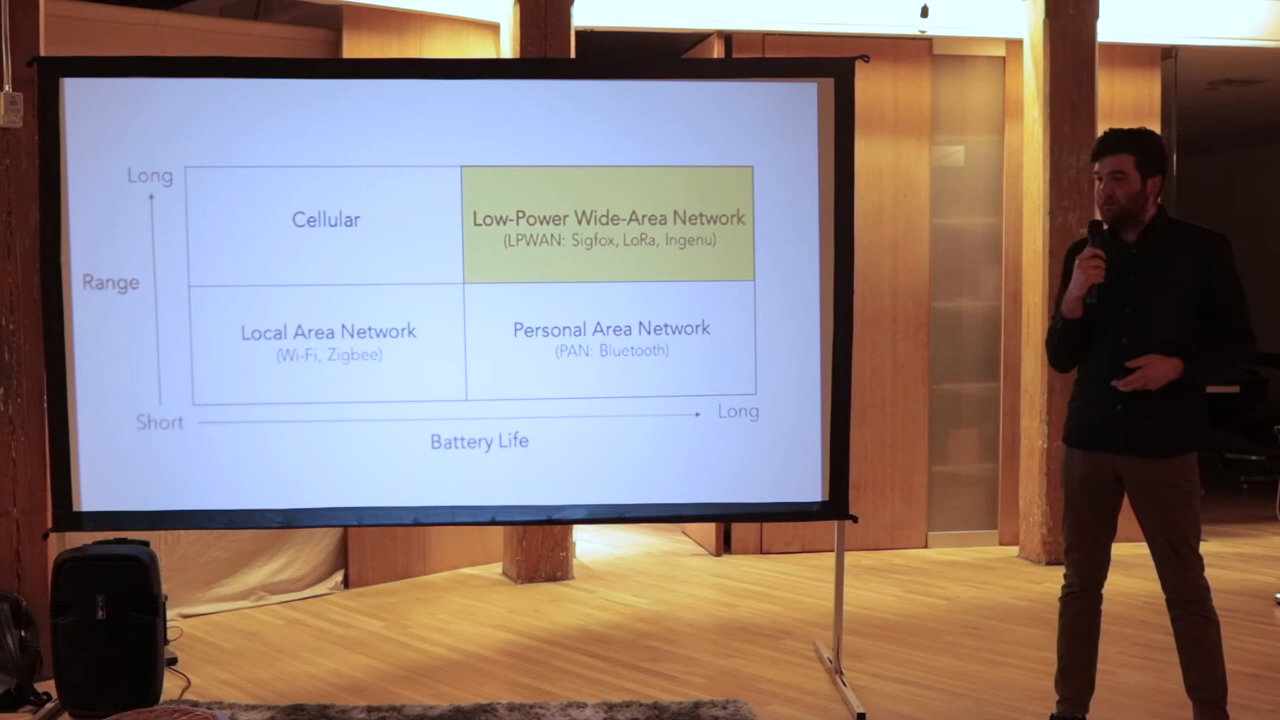 Long
Cellular
Low-Power Wide-Area Network
(LPWAN: Sigfox, LoRa, Ingenu)
Range
Local Area Network
(Wi-Fi, Zigbee)
Personal Area Network
(PAN: Bluetooth)
Short
Long
Battery Life